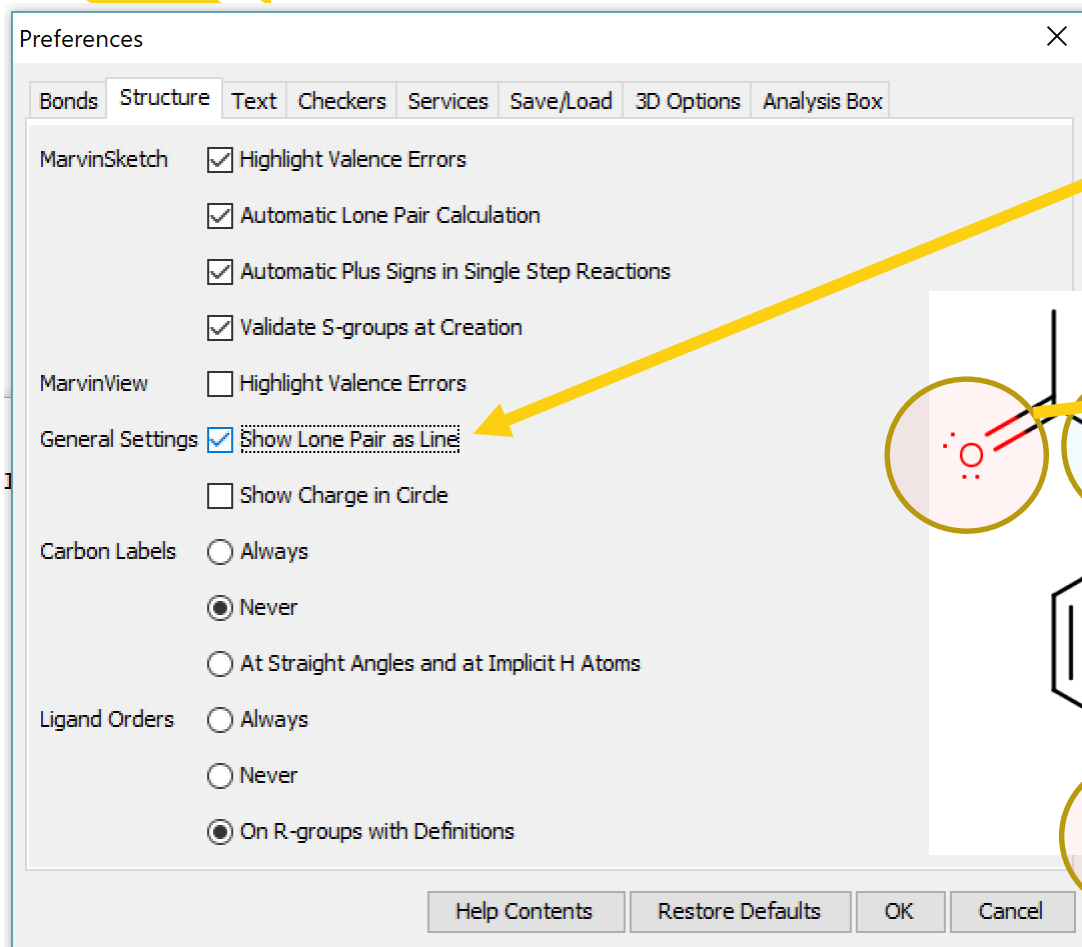 Preferences
Bonds Structure Text Checkers Services Save/Load 3D Options Analysis Box
MarvinSketch Highlight Valence Errors
Automatic Lone Pair Calculation
Automatic Plus Signs in Single Step Reactions
Validate S-groups at Creation
MarvinView Highlight Valence Errors
General Settings Show Lone Pair as Line
Show Charge in Circle
O
Carbon Labels Always
Never
At Straight Angles and at Implicit H Atoms
Ligand Orders Always
Never
On R-groups with Definitions
Help Contents Restore Defaults OK Cancel